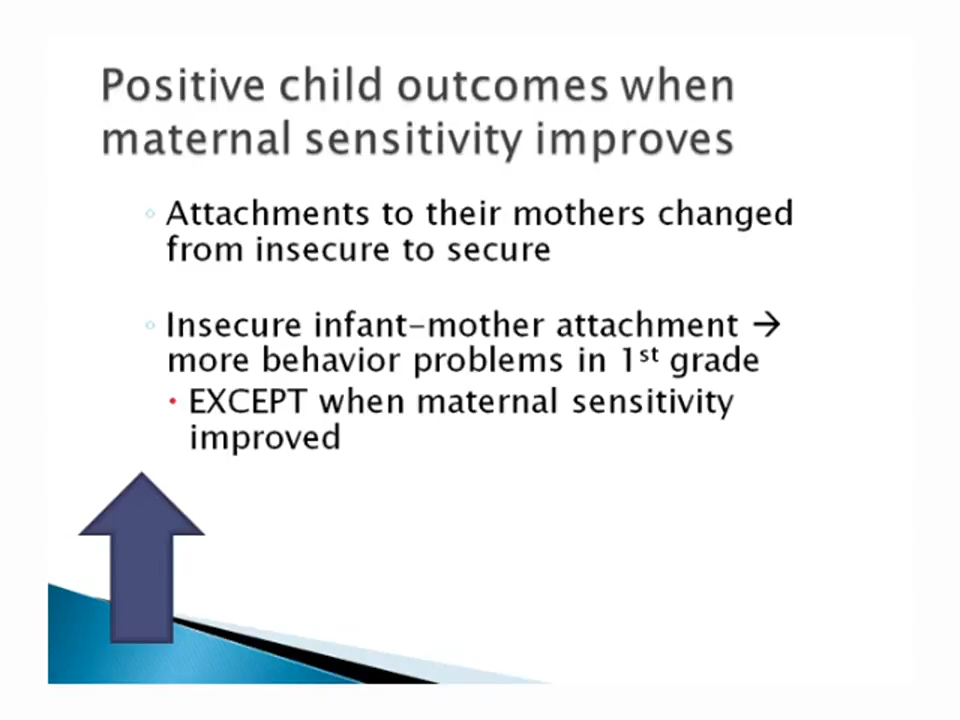 Positive child outcomes when
maternal sensitivity improves
Attachments to their mothers changed
from insecure to secure
Insecure infant-mother attachment →
more behavior problems in 1st grade
EXCEPT when maternal sensitivity
improved